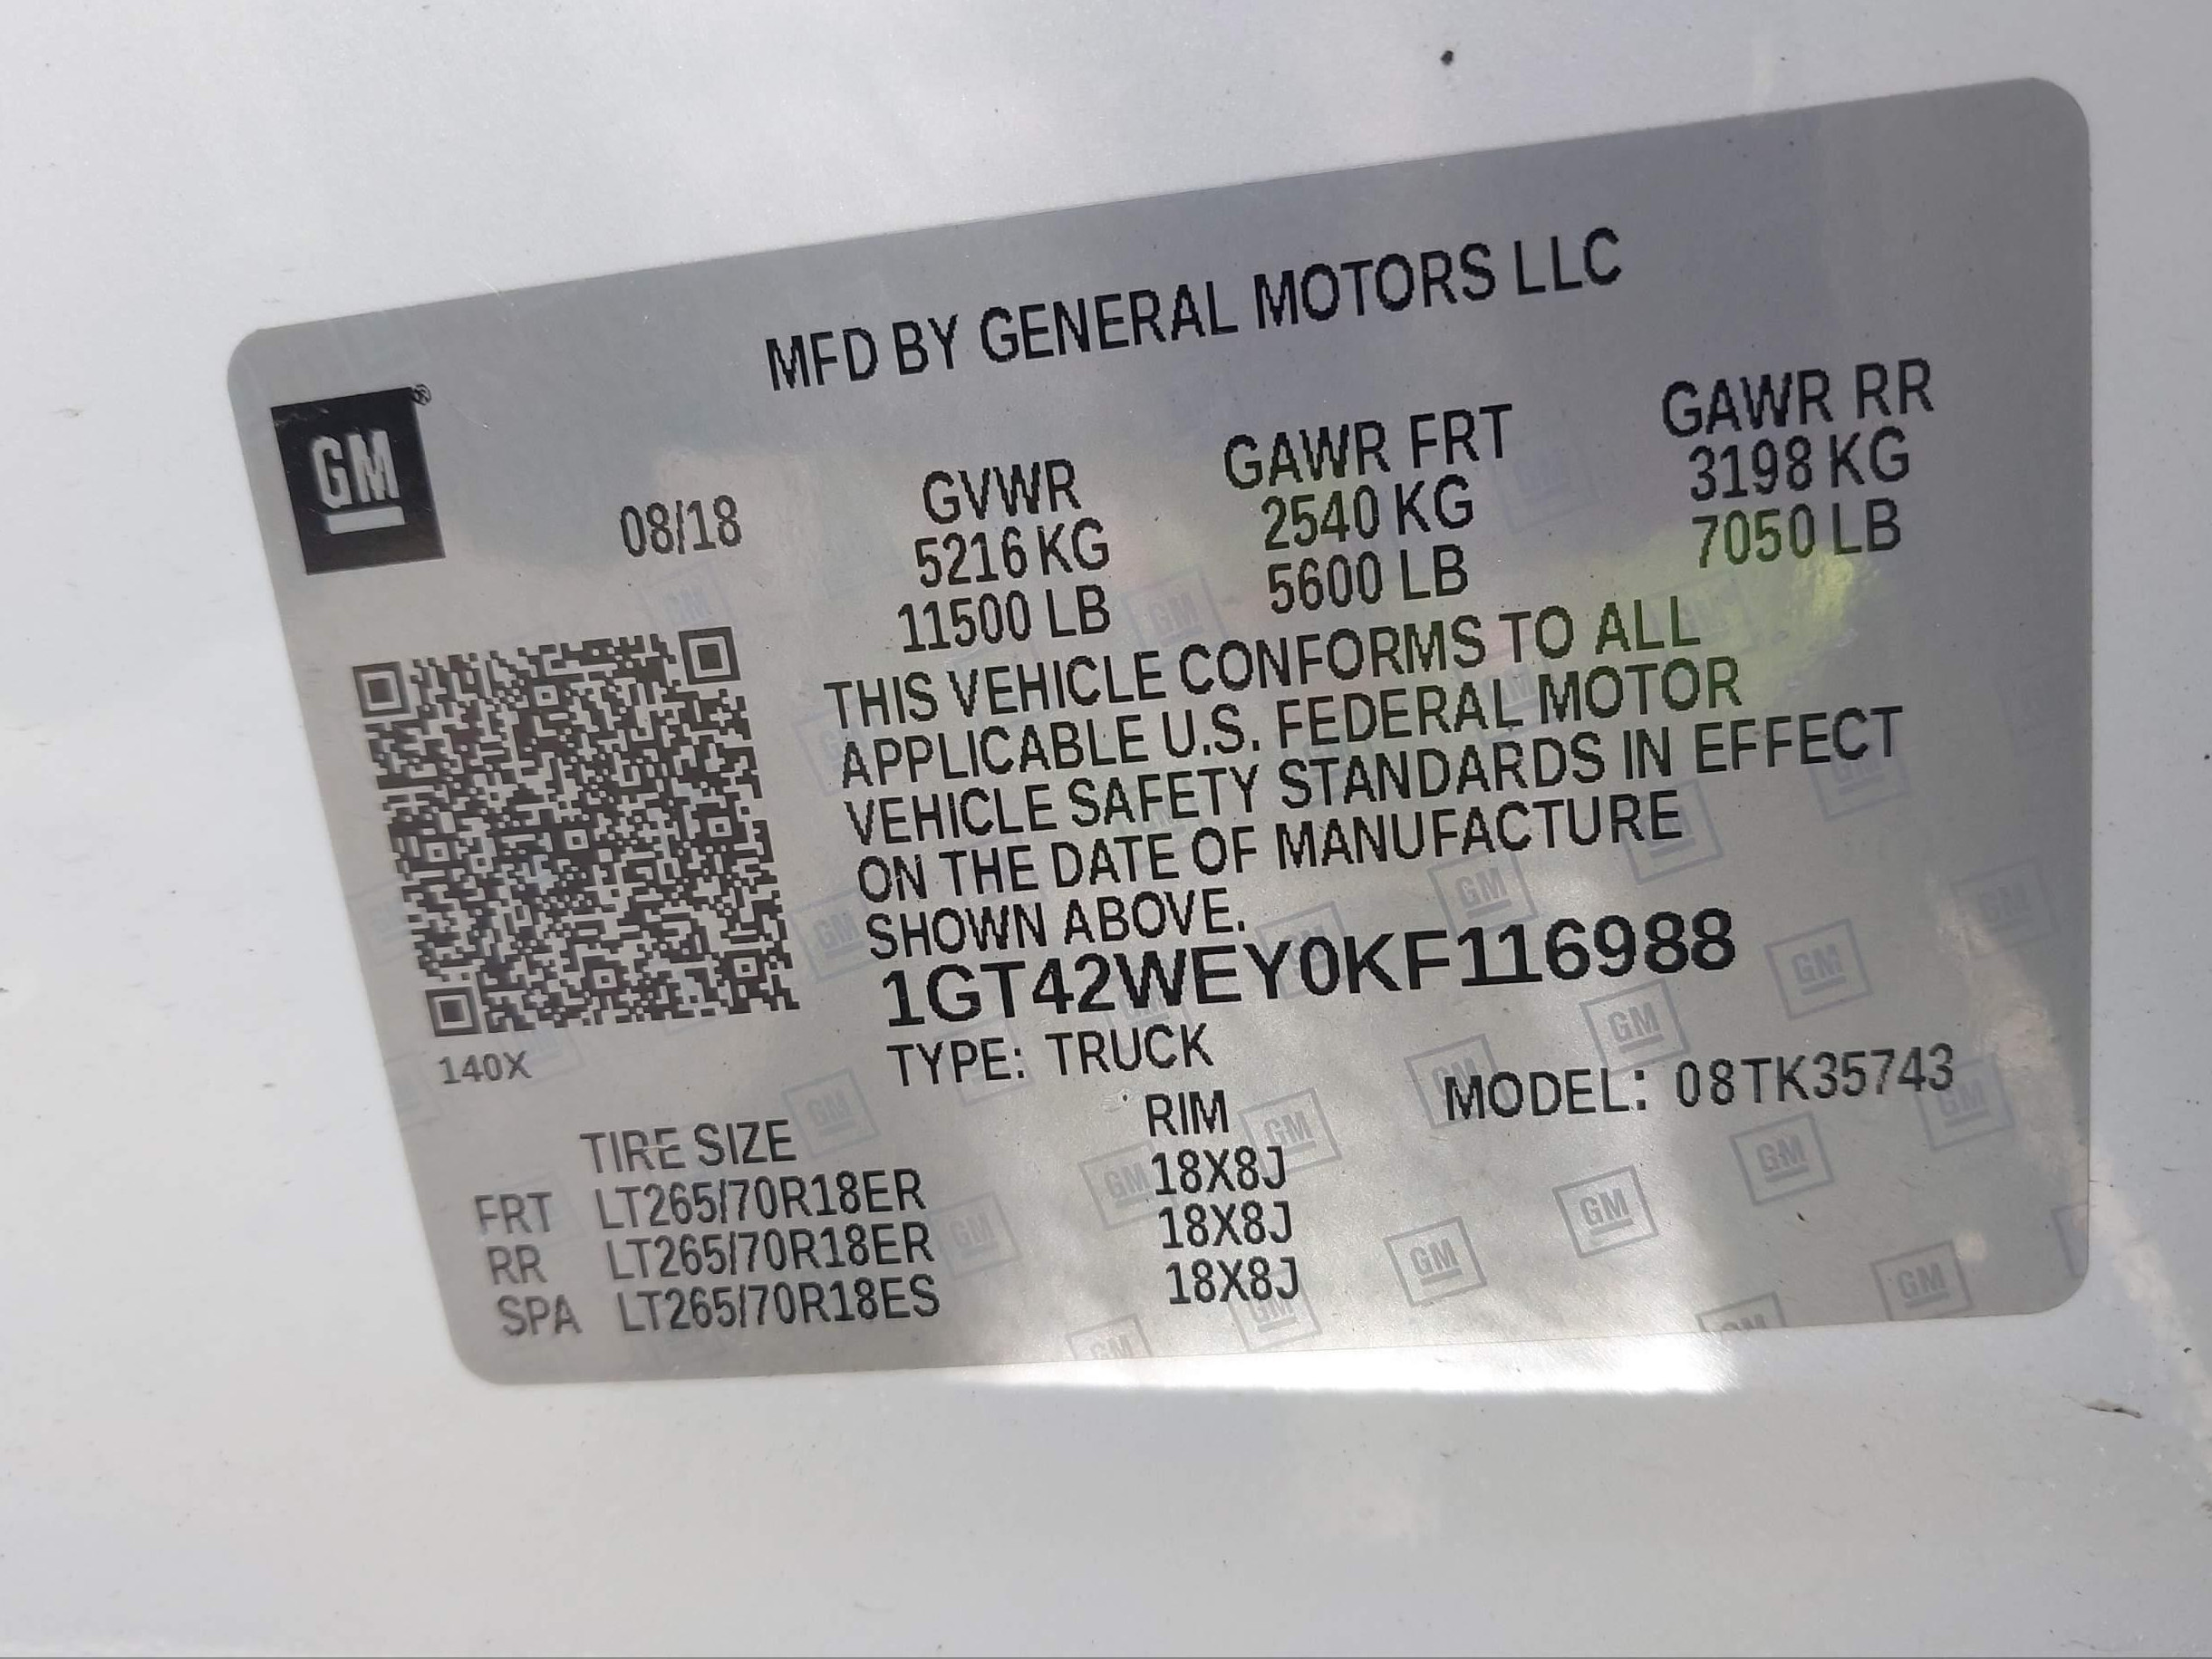 MFD BY GENERAL MOTORS LLC
GM®
08/18
GVWR
5216 KG
11500 LB
GAWR FRT
2540 KG
5600 LB
GAWR RR
3198 KG
7050 LB
THIS VEHICLE CONFORMS TO ALL
APPLICABLE U.S. FEDERAL MOTOR
VEHICLE SAFETY STANDARDS IN EFFECT
ON THE DATE OF MANUFACTURE
SHOWN ABOVE.
1GT42WEY0KF116988
140X
TYPE: TRUCK
MODEL: 08TK35743
TIRE SIZE RIM
FRT LT265/70R18ER 18X8J
RR LT265/70R18ER 18X8J
SPA LT265/70R18ES 18X8J